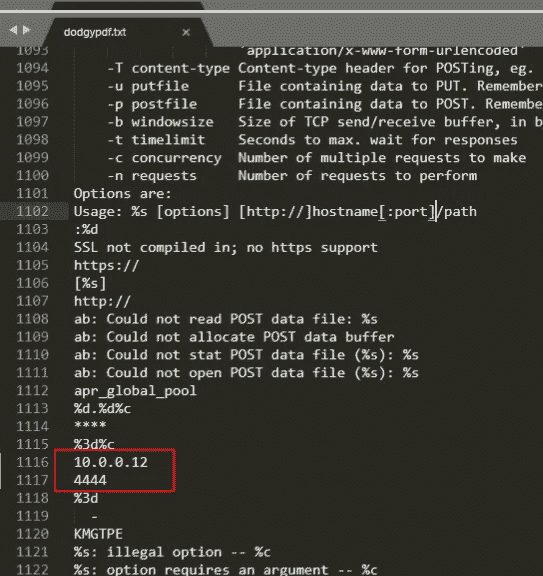 dodgypdf.txt ×
1093 'application/x-www-form-urlencoded'
1094 -T content-type Content-type header for POSTing, eg.
1095 -u putfile File containing data to PUT. Remember
1096 -p postfile File containing data to POST. Remembe
1097 -b windowsize Size of TCP send/receive buffer, in b
1098 -t timelimit Seconds to max. wait for responses
1099 -c concurrency Number of multiple requests to make
1100 -n requests Number of requests to perform
1101 Options are:
1102 Usage: %s [options] [http://]hostname[:port]/path
1103 :%d
1104 SSL not compiled in; no https support
1105 https://
1106 [%s]
1107 http://
1108 ab: Could not read POST data file: %s
1109 ab: Could not allocate POST data buffer
1110 ab: Could not stat POST data file (%s): %s
1111 ab: Could not open POST data file (%s): %s
1112 apr_global_pool
1113 %d.%d%c
1114 ****
1115 %3d%c
1116 10.0.0.12
1117 4444
1118 %3d
1119 -
1120 KMGTPE
1121 %s: illegal option -- %c
1122 %s: option requires an argument -- %c